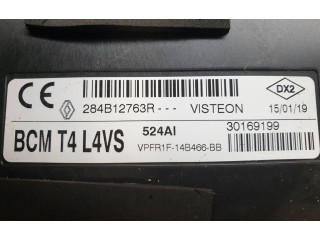 CE 284B12763R--- VISTEON DX2 15/01/19
BCM T4 L4VS 524AI 30169199
VPFR1F-14B466-BB